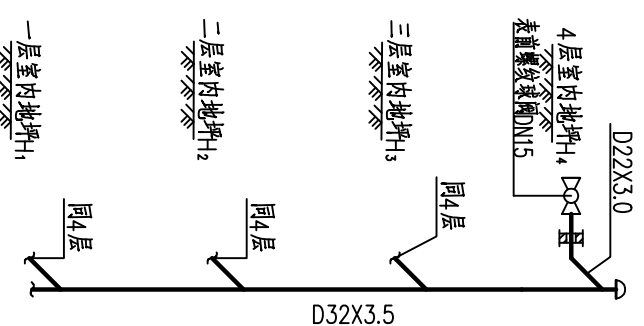 一层室内地坪H₁
二层室内地坪H₂
三层室内地坪H₃
4层室内地坪H₄
表前螺纹球阀DN15
D22X3.0
同4层
同4层
同4层
D32X3.5